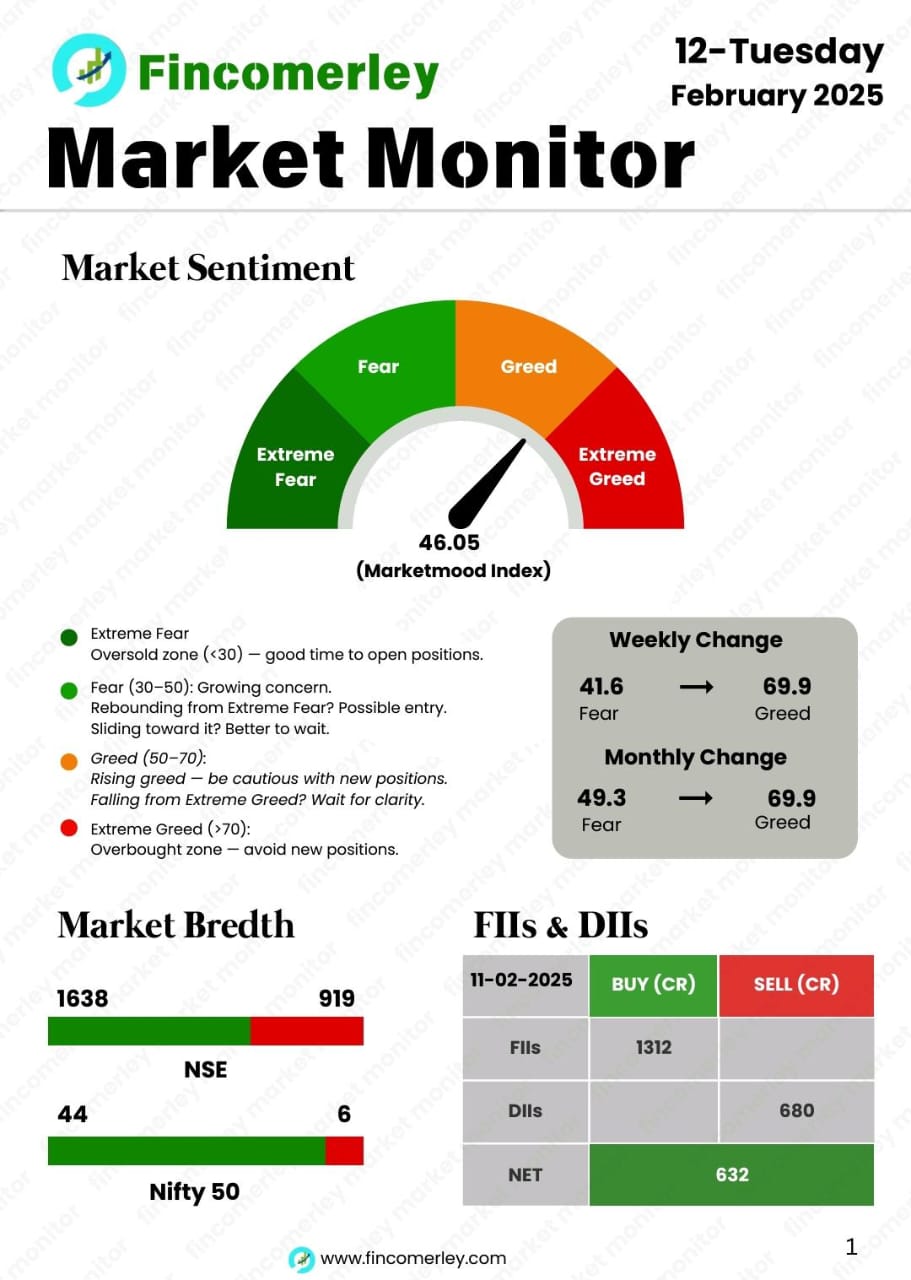 Fincomerley
12-Tuesday
February 2025
Market Monitor
Market Sentiment
Fear
Greed
Extreme
Fear
Extreme
Greed
46.05
(Marketmood Index)
Extreme Fear
Oversold zone (<30) — good time to open positions.
Fear (30–50): Growing concern.
Rebounding from Extreme Fear? Possible entry.
Sliding toward it? Better to wait.
Greed (50–70):
Rising greed — be cautious with new positions.
Falling from Extreme Greed? Wait for clarity.
Extreme Greed (>70):
Overbought zone — avoid new positions.
Weekly Change
41.6 → 69.9
Fear Greed
Monthly Change
49.3 → 69.9
Fear Greed
Market Bredth
1638 919
NSE
44 6
Nifty 50
FIIs & DIIs
11-02-2025 BUY (CR) SELL (CR)
FIIs 1312
DIIs 680
NET 632
www.fincomerley.com
1